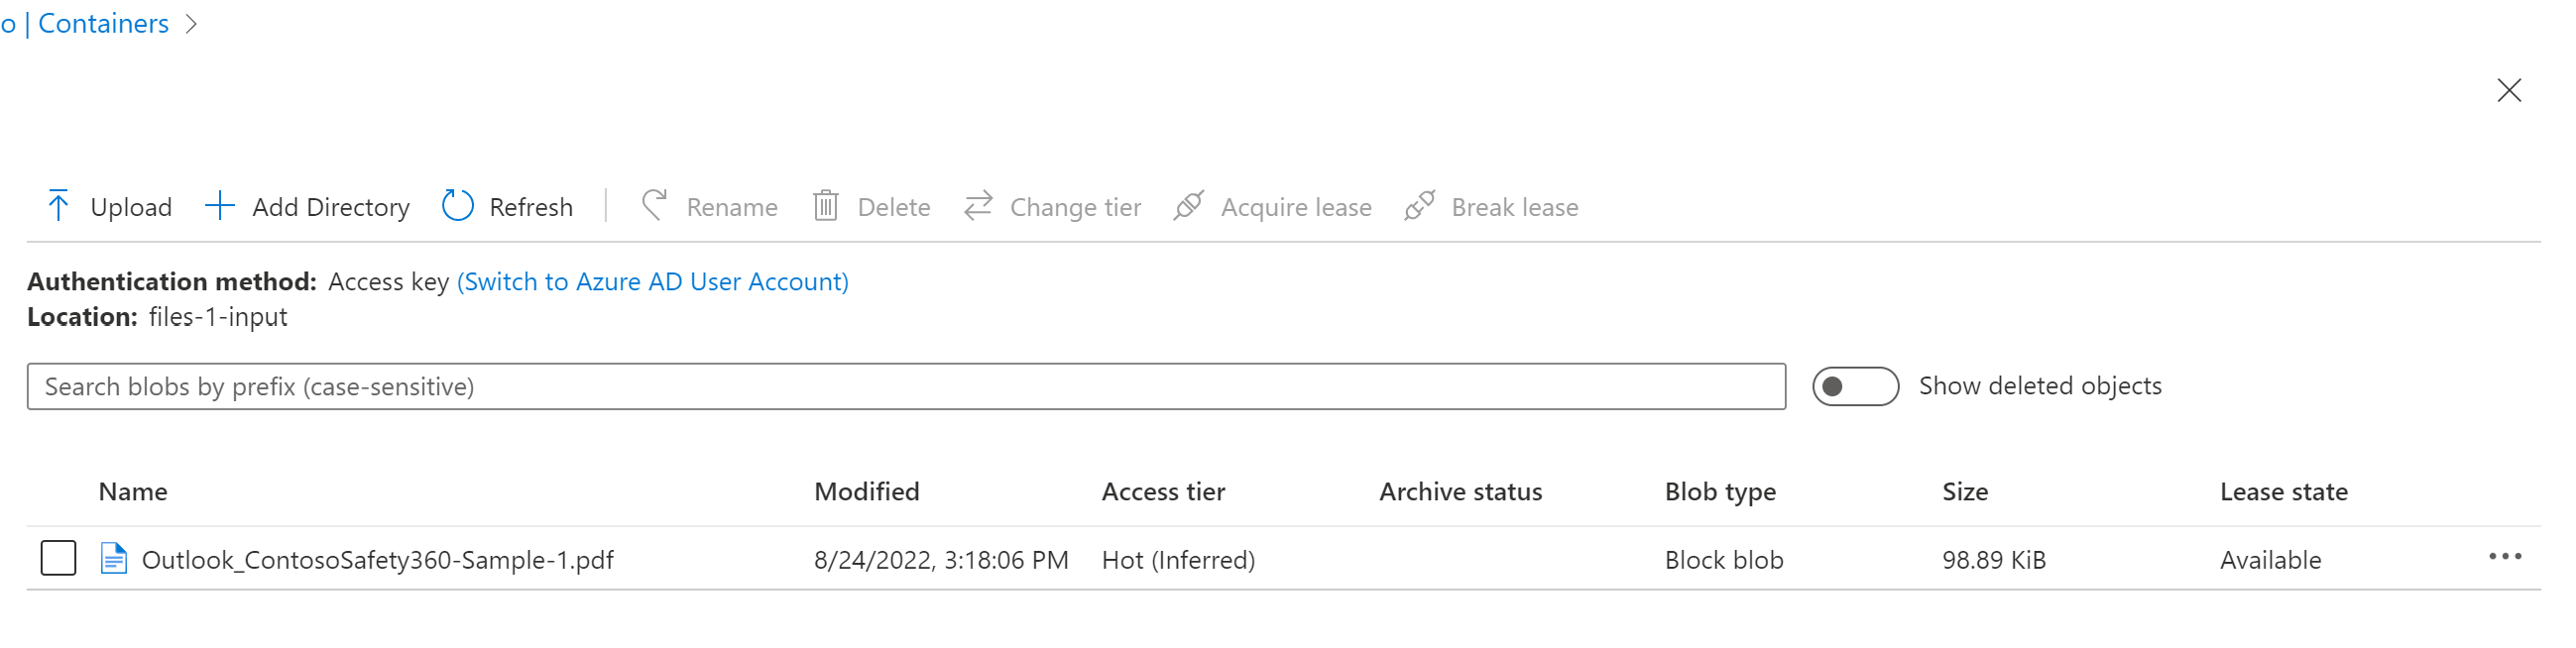 o | Containers >
Upload Add Directory Refresh Rename Delete Change tier Acquire lease Break lease
Authentication method: Access key (Switch to Azure AD User Account)
Location: files-1-input
Search blobs by prefix (case-sensitive) Show deleted objects
Name Modified Access tier Archive status Blob type Size Lease state
Outlook_ContosoSafety360-Sample-1.pdf 8/24/2022, 3:18:06 PM Hot (Inferred) Block blob 98.89 KiB Available